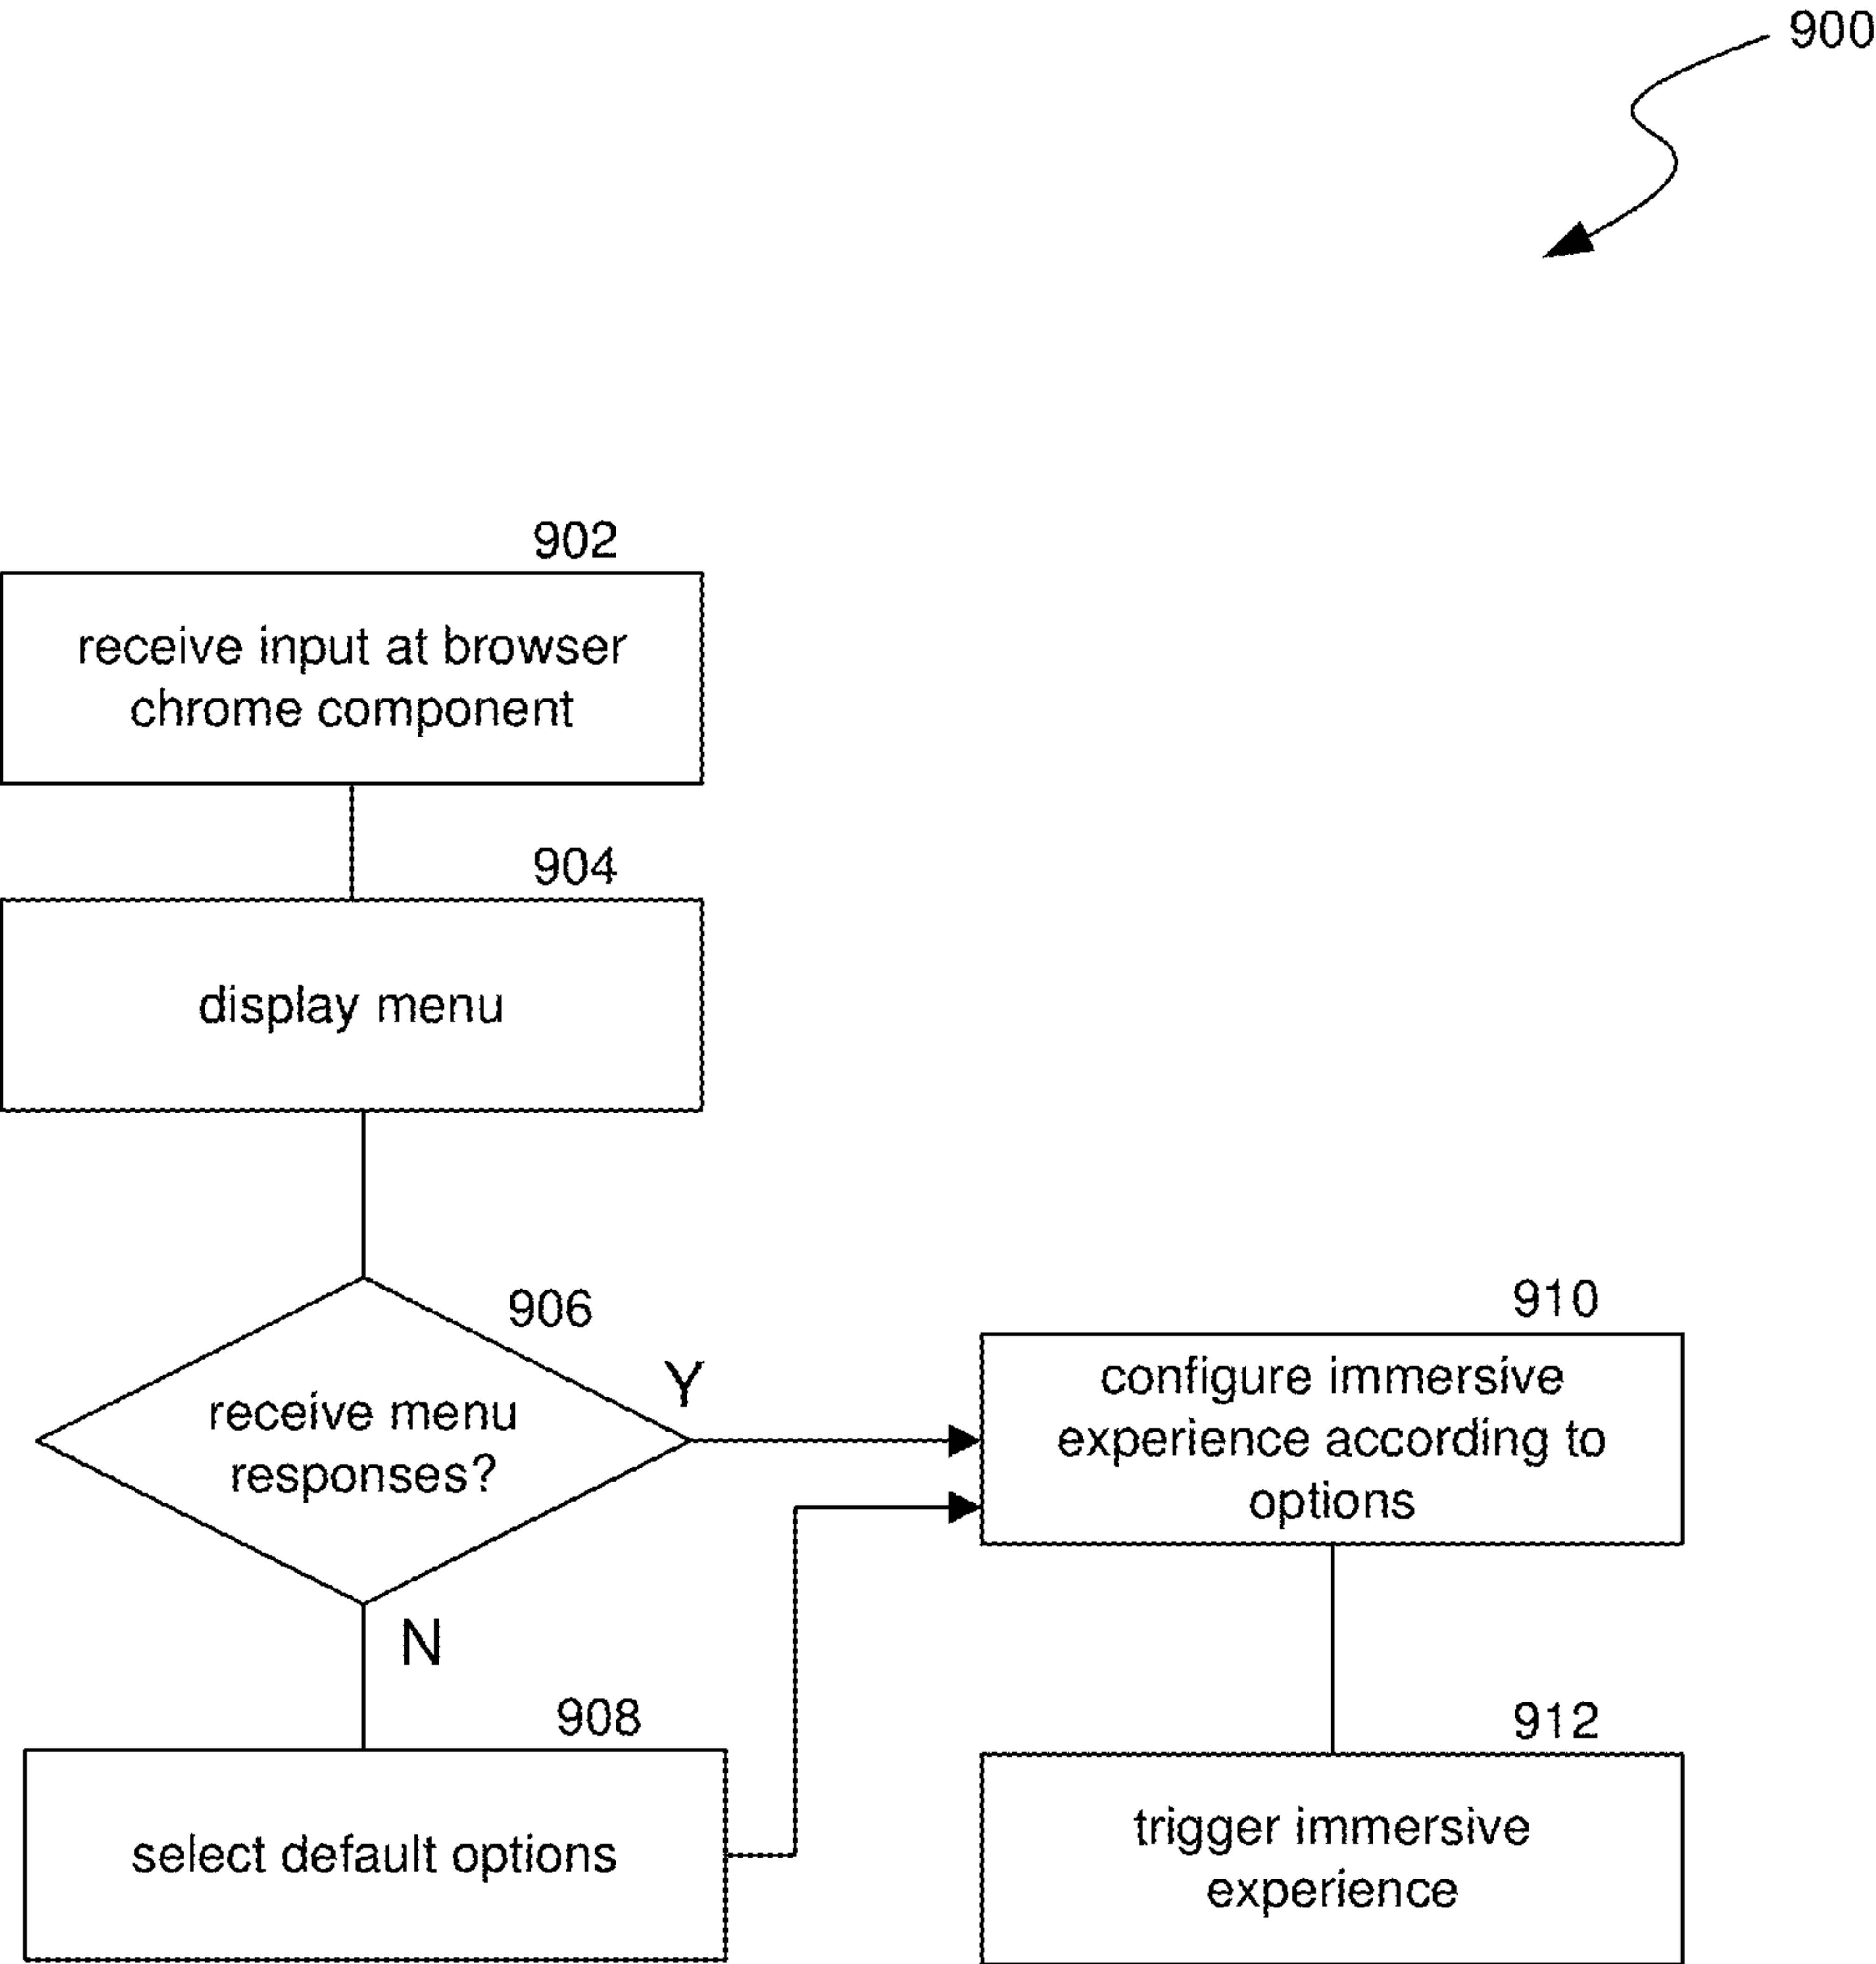 900
902
receive input at browser
chrome component
904
display menu
906
receive menu
responses?
Y
N
908
select default options
910
configure immersive
experience according to
options
912
trigger immersive
experience